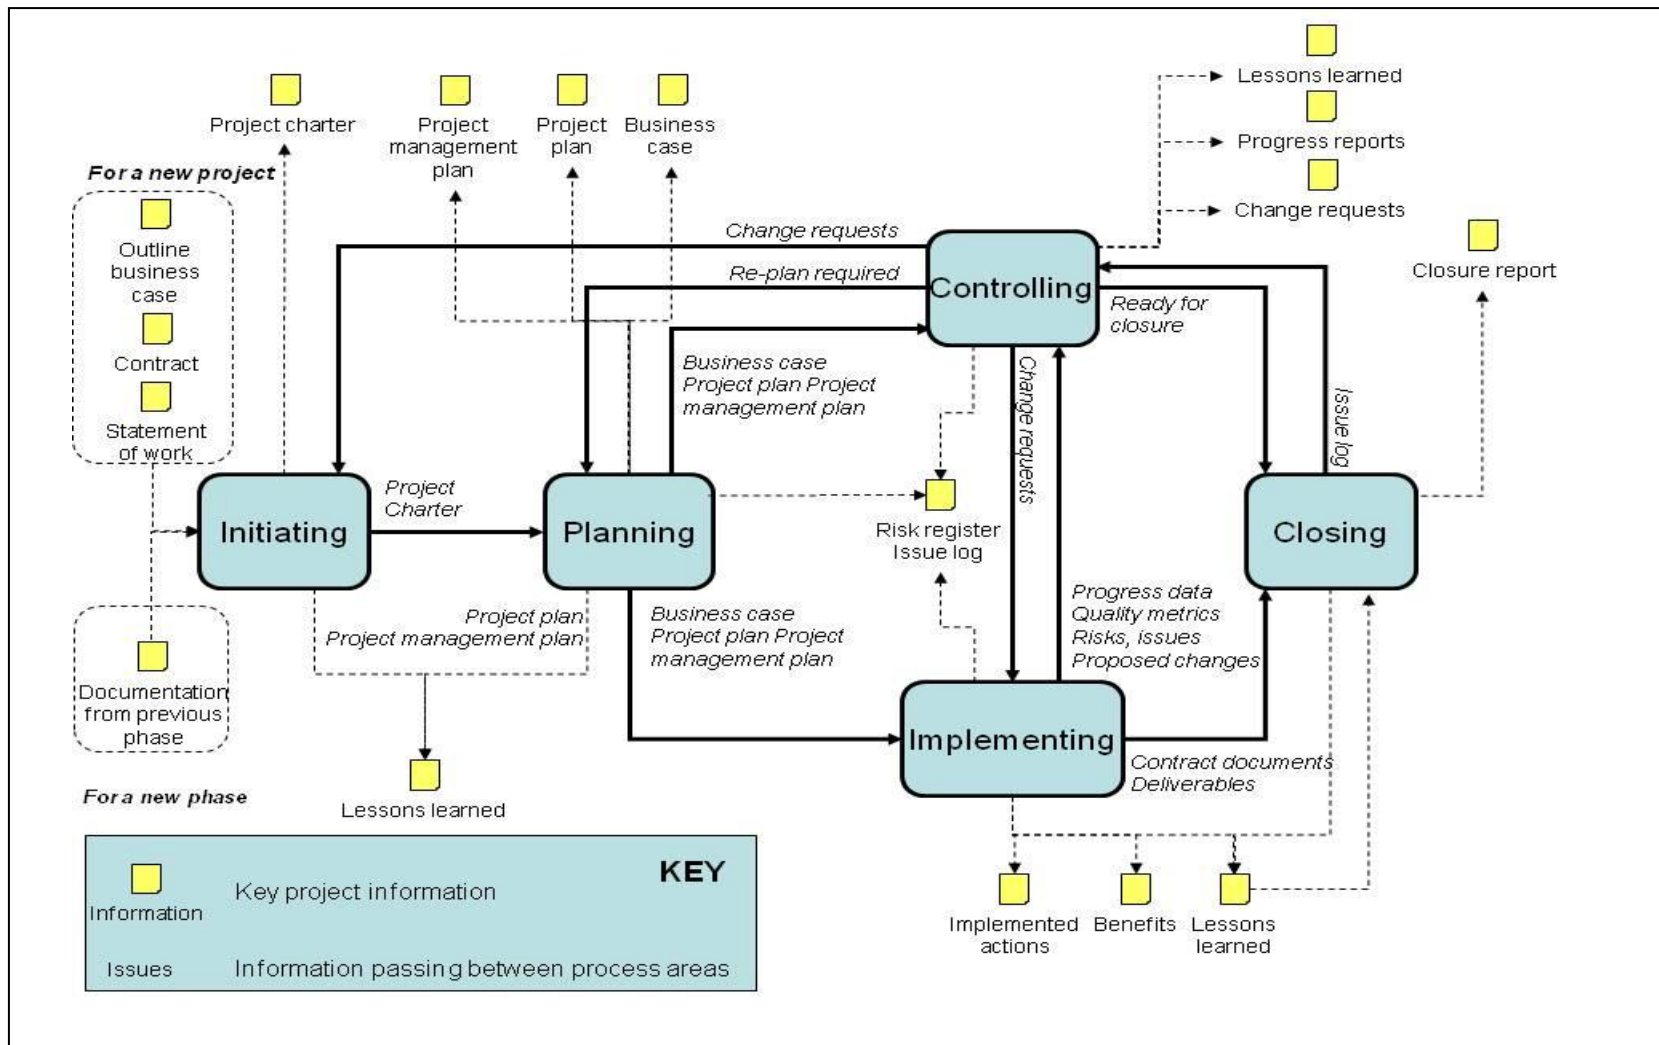 Lessons learned
Progress reports
Change requests
Project charter
Project
management
plan
Project
plan
Business
case
For a new project
Outline
business
case
Contract
Statement
of work
Change requests
Re-plan required
Controlling
Ready for
closure
Closure report
Business case
Project plan Project
management plan
Change requests
Issue log
Project
Charter
Initiating
Planning
Risk register
Issue log
Closing
Project plan
Project management plan
Business case
Project plan Project
management plan
Progress data
Quality metrics
Risks, issues
Proposed changes
Documentation
from previous
phase
Implementing
Contract documents
Deliverables
For a new phase
Lessons learned
KEY
Information
Key project information
Issues
Information passing between process areas
Implemented
actions
Benefits
Lessons
learned